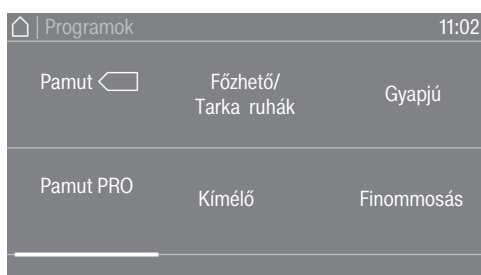 Programok 11:02
Pamut
Főzhető/
Tarka ruhák
Gyapjú
Pamut PRO
Kímélő
Finommosás